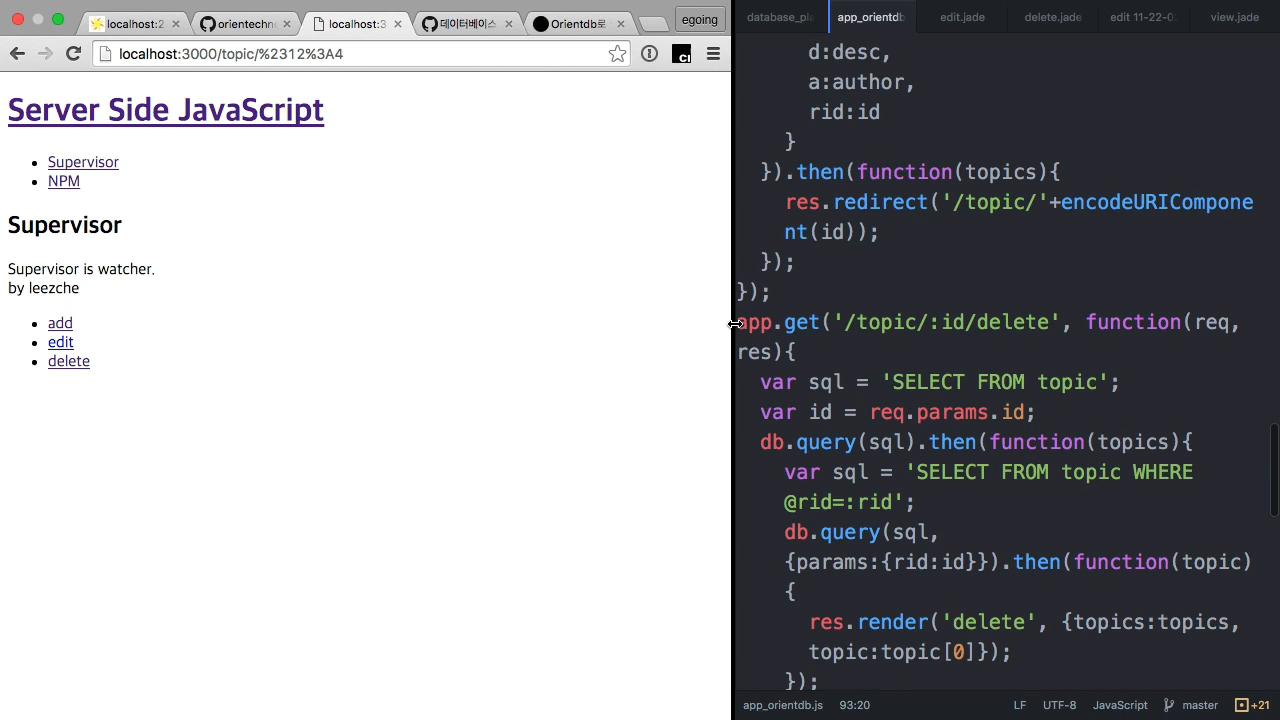 localhost:2
orientechn
localhost:3
데이터베이스
Orientdb로
egoing
localhost:3000/topic/%2312%3A4
Server Side JavaScript
Supervisor
NPM
Supervisor
Supervisor is watcher.
by leezche
add
edit
delete
database_pla
app_orientdb
edit.jade
delete.jade
edit 11-22-0
view.jade
d:desc,
a:author,
rid:id
}
}).then(function(topics){
res.redirect('/topic/'+encodeURICompone
nt(id));
});
});
app.get('/topic/:id/delete', function(req,
res){
var sql = 'SELECT FROM topic';
var id = req.params.id;
db.query(sql).then(function(topics){
var sql = 'SELECT FROM topic WHERE
@rid=:rid';
db.query(sql,
{params:{rid:id}}).then(function(topic)
{
res.render('delete', {topics:topics,
topic:topic[0]});
});
app_orientdb.js 93:20 LF UTF-8 JavaScript master +21